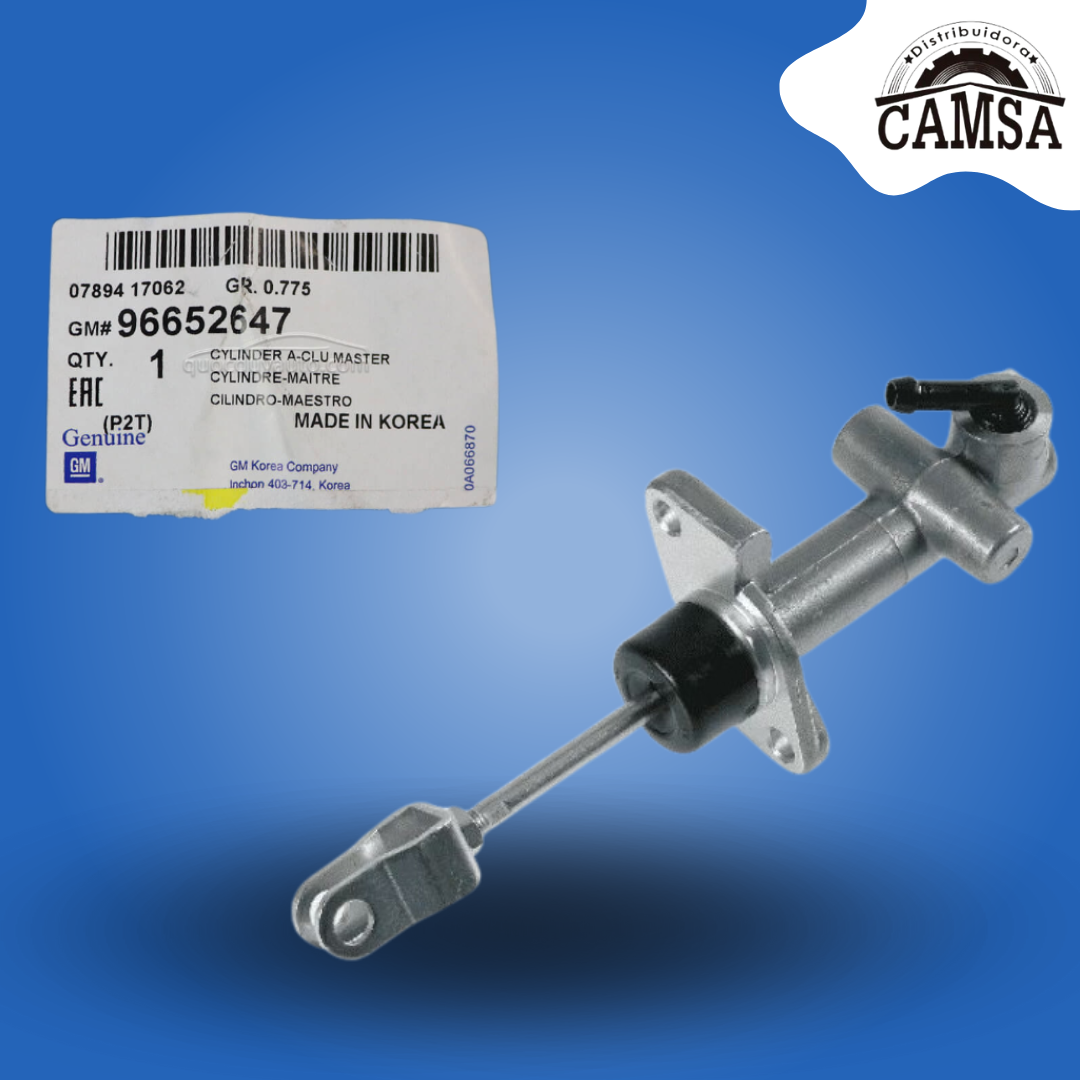 Distribuidora
CAMSA
07894 17062 GR. 0.775
GM# 96652647
QTY. 1 CYLINDER A-CLU MASTER
CYLINDRE-MAITRE
EAC CILINDRO-MAESTRO
(P.2T) MADE IN KOREA
Genuine
GM
GM Korea Company
Inchon 403-714, Korea
0A066870